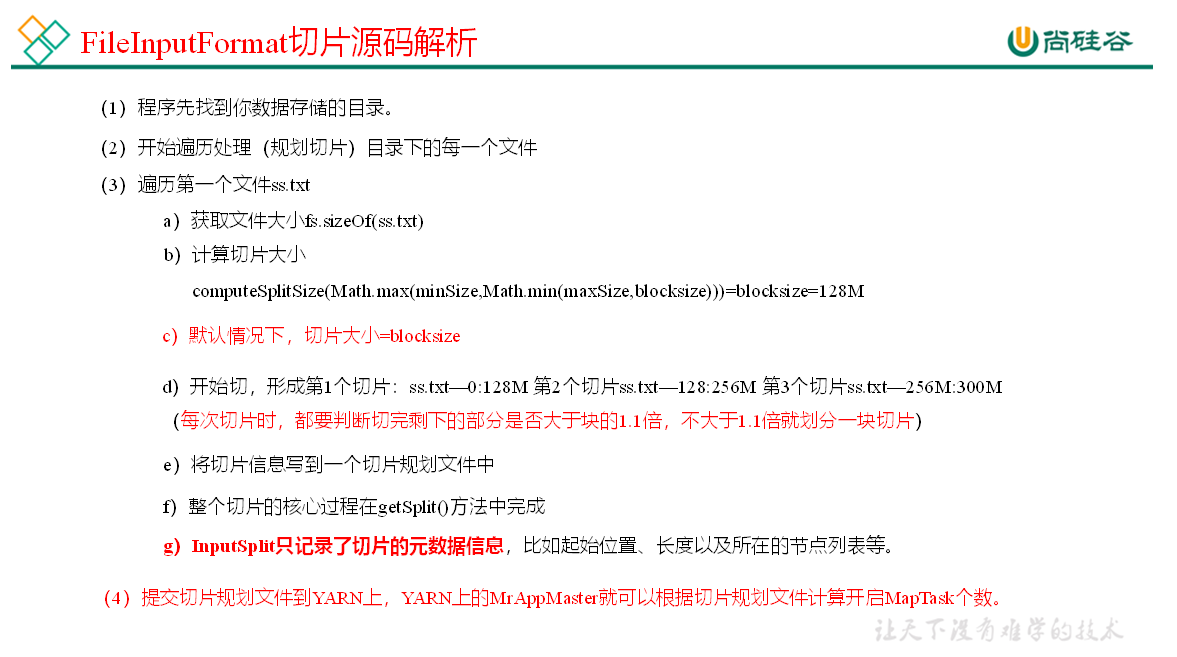 FileInputFormat切片源码解析
尚硅谷
（1）程序先找到你数据存储的目录。
（2）开始遍历处理（规划切片）目录下的每一个文件
（3）遍历第一个文件ss.txt
a）获取文件大小fs.sizeOf(ss.txt)
b）计算切片大小
computeSplitSize(Math.max(minSize,Math.min(maxSize,blocksize)))=blocksize=128M
c）默认情况下，切片大小=blocksize
d）开始切，形成第1个切片：ss.txt—0:128M 第2个切片ss.txt—128:256M 第3个切片ss.txt—256M:300M
（每次切片时，都要判断切完剩下的部分是否大于块的1.1倍，不大于1.1倍就划分一块切片）
e）将切片信息写到一个切片规划文件中
f）整个切片的核心过程在getSplit()方法中完成
g）InputSplit只记录了切片的元数据信息，比如起始位置、长度以及所在的节点列表等。
（4）提交切片规划文件到YARN上，YARN上的MrAppMaster就可以根据切片规划文件计算开启MapTask个数。
让天下没有难学的技术